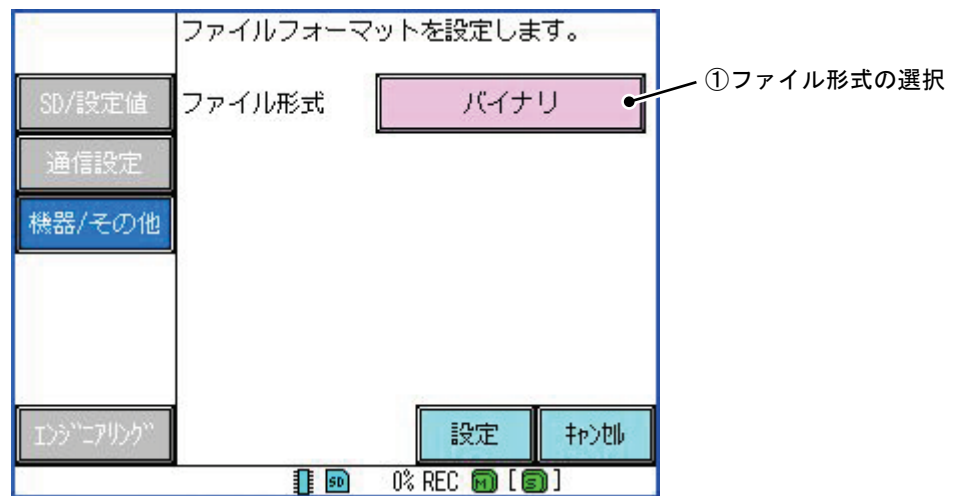 ファイルフォーマットを設定します。
SD/設定値
ファイル形式
バイナリ
①ファイル形式の選択
通信設定
機器/その他
ｴﾝｼﾞﾆｱﾘﾝｸﾞ
設定
ｷｬﾝｾﾙ
SD 0% REC M [S]